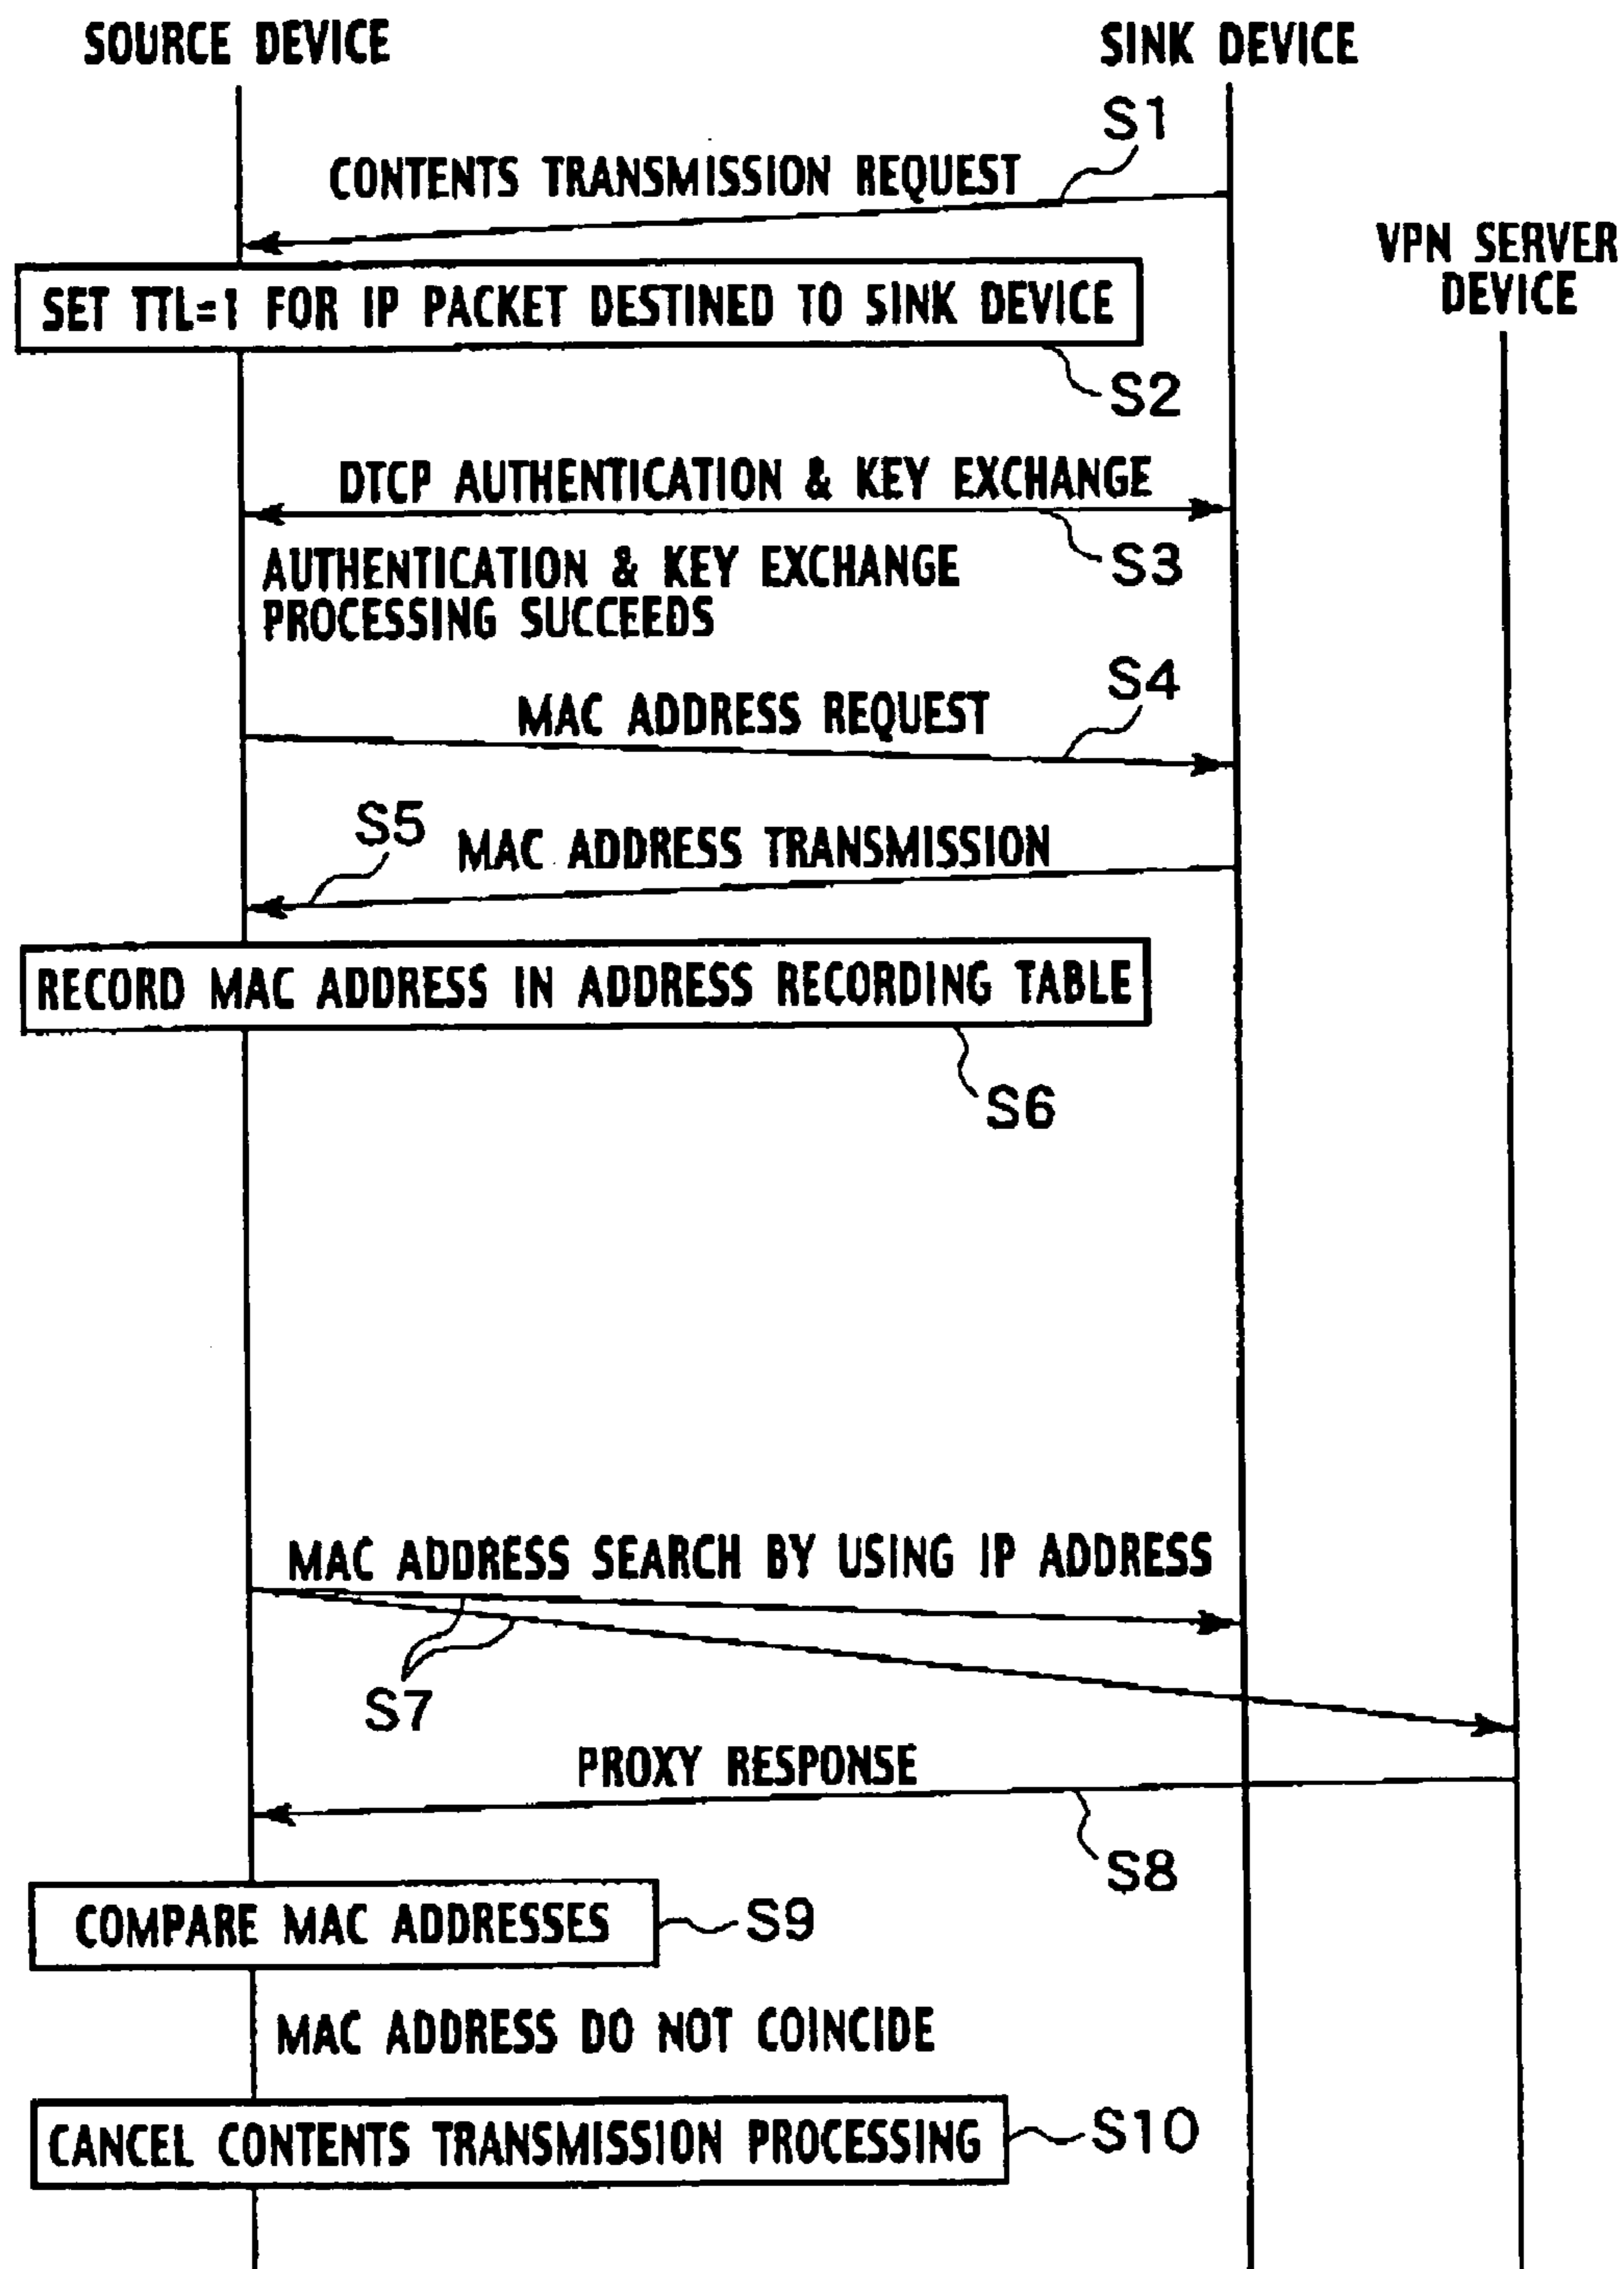 SOURCE DEVICE
SINK DEVICE
S1
CONTENTS TRANSMISSION REQUEST
VPN SERVER
DEVICE
SET TTL=1 FOR IP PACKET DESTINED TO SINK DEVICE
S2
DTCP AUTHENTICATION & KEY EXCHANGE
S3
AUTHENTICATION & KEY EXCHANGE
PROCESSING SUCCEEDS
S4
MAC ADDRESS REQUEST
S5
MAC ADDRESS TRANSMISSION
RECORD MAC ADDRESS IN ADDRESS RECORDING TABLE
S6
MAC ADDRESS SEARCH BY USING IP ADDRESS
S7
PROXY RESPONSE
S8
COMPARE MAC ADDRESSES
S9
MAC ADDRESS DO NOT COINCIDE
CANCEL CONTENTS TRANSMISSION PROCESSING
S10